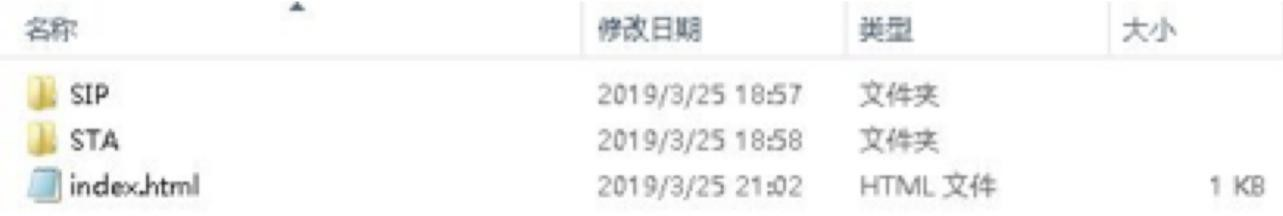 名称 修改日期 类型 大小
SIP 2019/3/25 18:57 文件夹
STA 2019/3/25 18:58 文件夹
index.html 2019/3/25 21:02 HTML 文件 1 KB